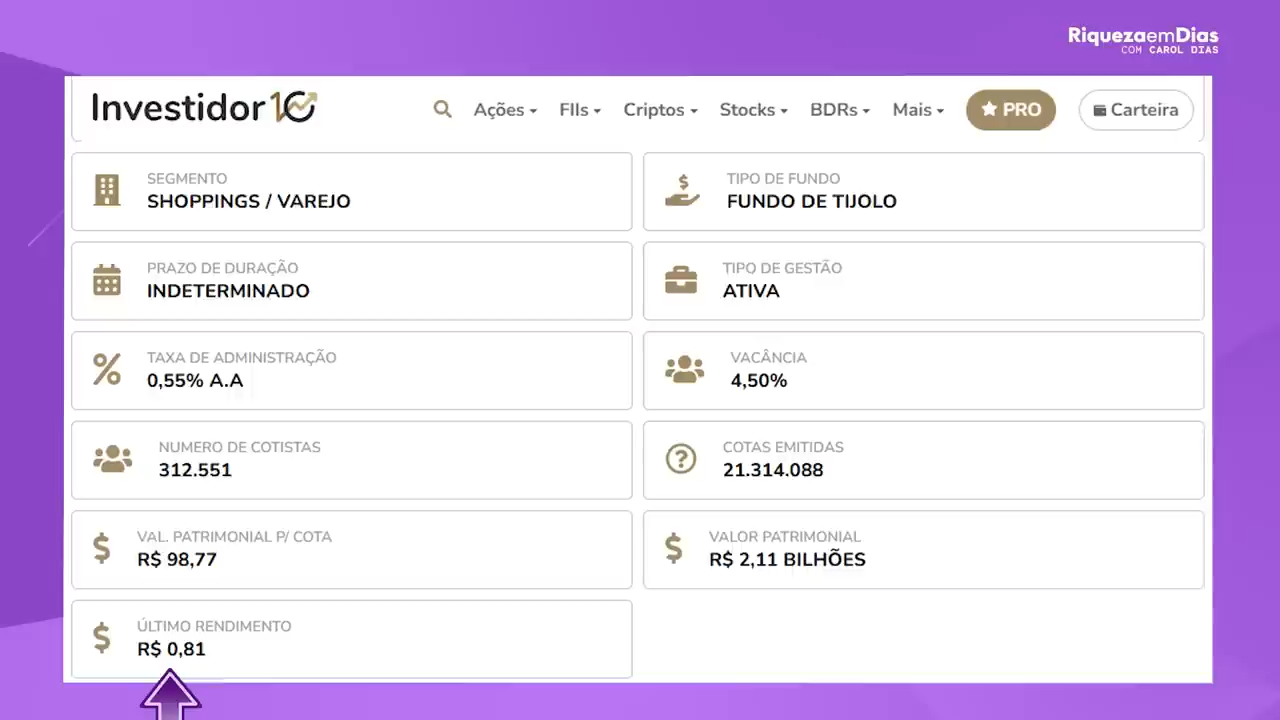 RiquezaemDias
COM CAROL DIAS
Investidor10
Ações
FIIs
Criptos
Stocks
BDRs
Mais
PRO
Carteira
SEGMENTO
SHOPPINGS / VAREJO
TIPO DE FUNDO
FUNDO DE TIJOLO
PRAZO DE DURAÇÃO
INDETERMINADO
TIPO DE GESTÃO
ATIVA
TAXA DE ADMINISTRAÇÃO
0,55% A.A
VACÂNCIA
4,50%
NUMERO DE COTISTAS
312.551
COTAS EMITIDAS
21.314.088
VAL. PATRIMONIAL P/ COTA
R$ 98,77
VALOR PATRIMONIAL
R$ 2,11 BILHÕES
ÚLTIMO RENDIMENTO
R$ 0,81